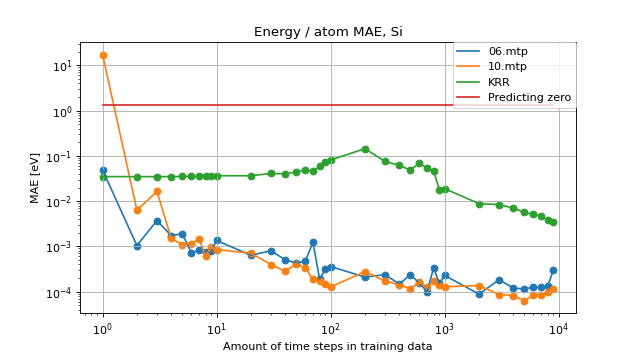 Energy / atom MAE, Si
06.mtp
10.mtp
KRR
Predicting zero
MAE [eV]
10¹
10⁰
10⁻¹
10⁻²
10⁻³
10⁻⁴
10⁰ 10¹ 10² 10³ 10⁴
Amount of time steps in training data